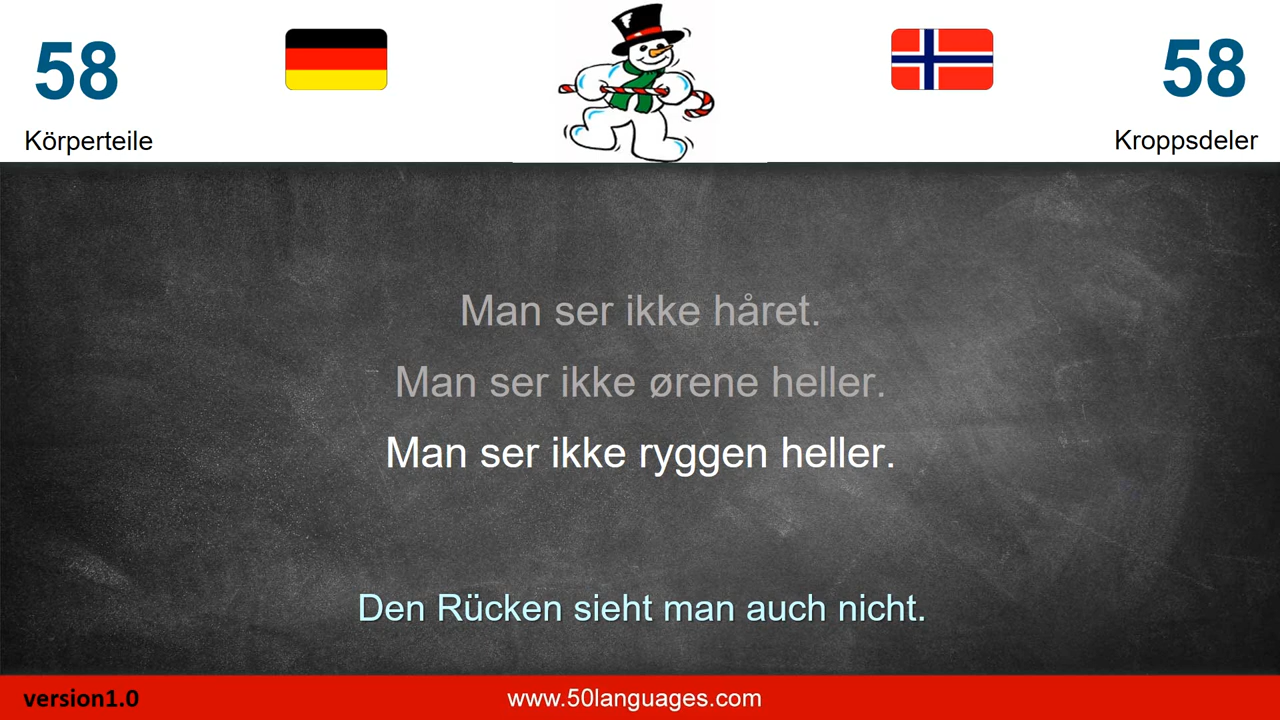 58
58
Körperteile
Kroppsdeler
Man ser ikke håret.
Man ser ikke ørene heller.
Man ser ikke ryggen heller.
Den Rücken sieht man auch nicht.
version1.0
www.50languages.com